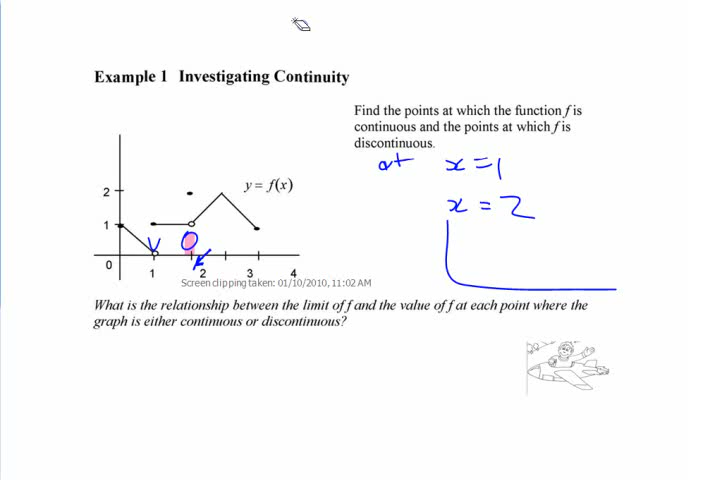 Example 1 Investigating Continuity
Find the points at which the function f is
continuous and the points at which f is
discontinuous.
at x = 1
x = 2
y = f(x)
2
1
0 1 2 3 4
Screen clipping taken: 01/10/2010, 11:02 AM
What is the relationship between the limit of f and the value of f at each point where the
graph is either continuous or discontinuous?